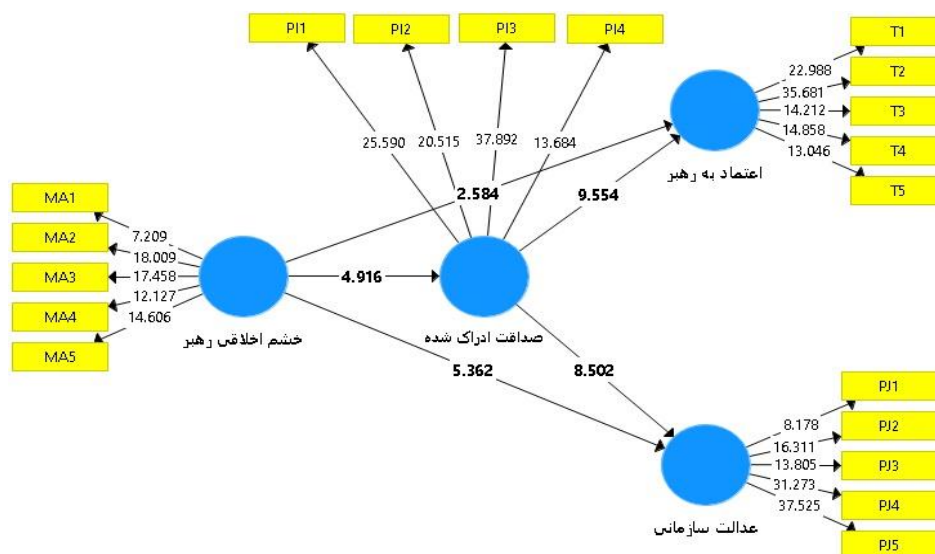 PI1
PI2
PI3
PI4
25.590
20.515
37.892
13.684
T1
T2
T3
T4
T5
22.988
35.681
14.212
14.858
13.046
اعتماد به رهبر
2.584
9.554
MA1
MA2
MA3
MA4
MA5
7.209
18.009
17.458
12.127
14.606
خشم اخلاقی رهبر
4.916
صداقت ادراک شده
5.362
8.502
PJ1
PJ2
PJ3
PJ4
PJ5
8.178
16.311
13.805
31.273
37.525
عدالت سازمانی